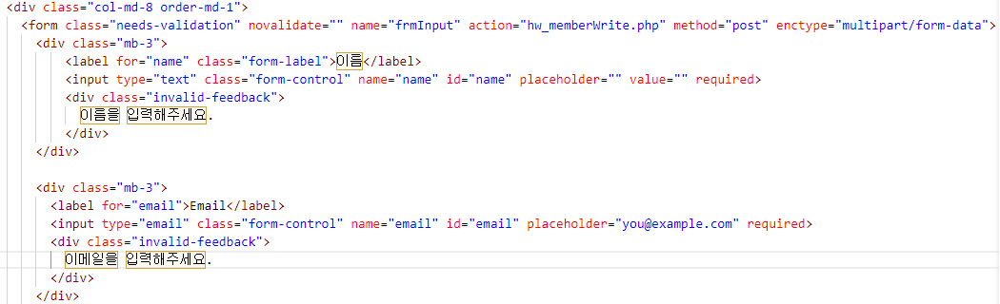 <div class="col-md-8 order-md-1">
<form class="needs-validation" novalidate="" name="frmInput" action="hw_memberWrite.php" method="post" enctype="multipart/form-data">
<div class="mb-3">
<label for="name" class="form-label">이름</label>
<input type="text" class="form-control" name="name" id="name" placeholder="" value="" required>
<div class="invalid-feedback">
이름을 입력해주세요.
</div>
</div>
<div class="mb-3">
<label for="email">Email</label>
<input type="email" class="form-control" name="email" id="email" placeholder="you@example.com" required>
<div class="invalid-feedback">
이메일을 입력해주세요.
</div>
</div>